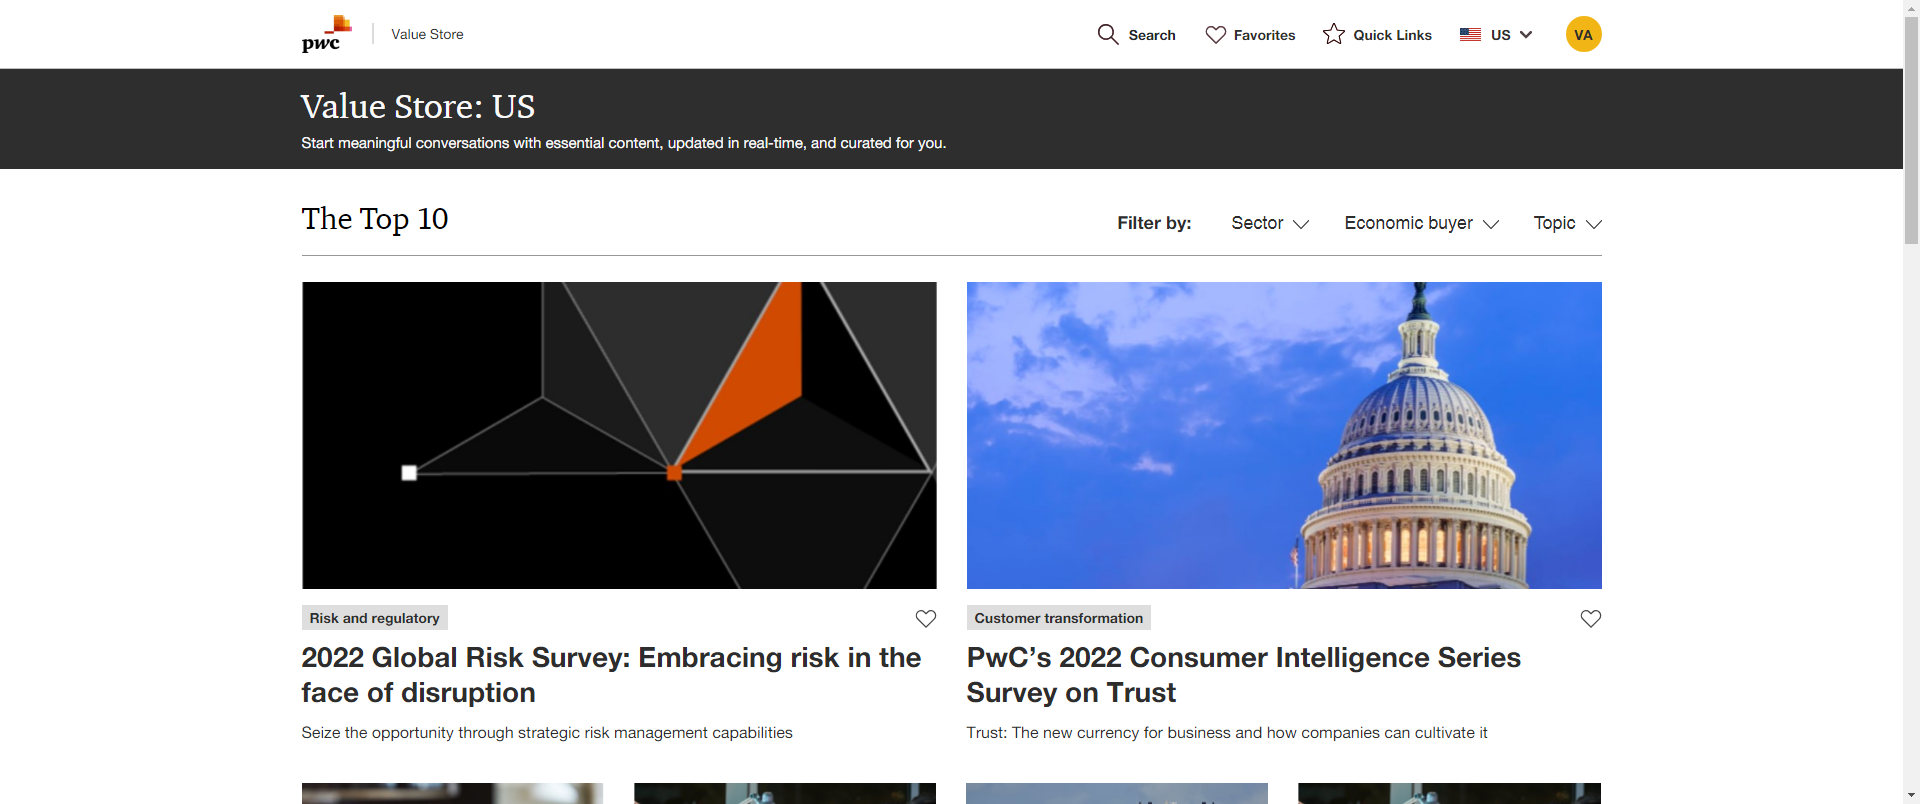 pwc
Value Store
Search
Favorites
Quick Links
US
VA
Value Store: US
Start meaningful conversations with essential content, updated in real-time, and curated for you.
The Top 10
Filter by:
Sector
Economic buyer
Topic
Risk and regulatory
2022 Global Risk Survey: Embracing risk in the
face of disruption
Seize the opportunity through strategic risk management capabilities
Customer transformation
PwC’s 2022 Consumer Intelligence Series
Survey on Trust
Trust: The new currency for business and how companies can cultivate it